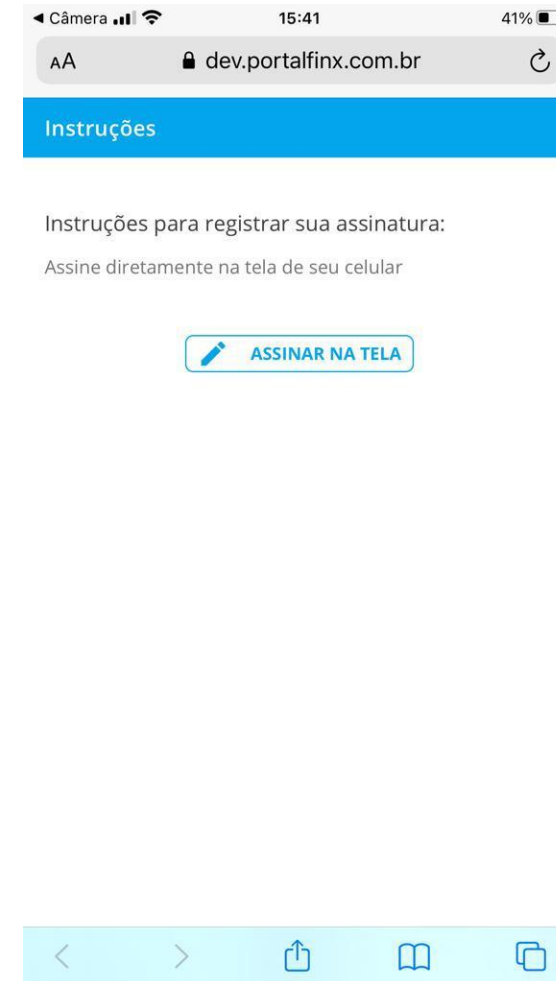 ◀ Câmera
15:41
41%
AA
dev.portalfinx.com.br
Instruções
Instruções para registrar sua assinatura:
Assine diretamente na tela de seu celular
ASSINAR NA TELA